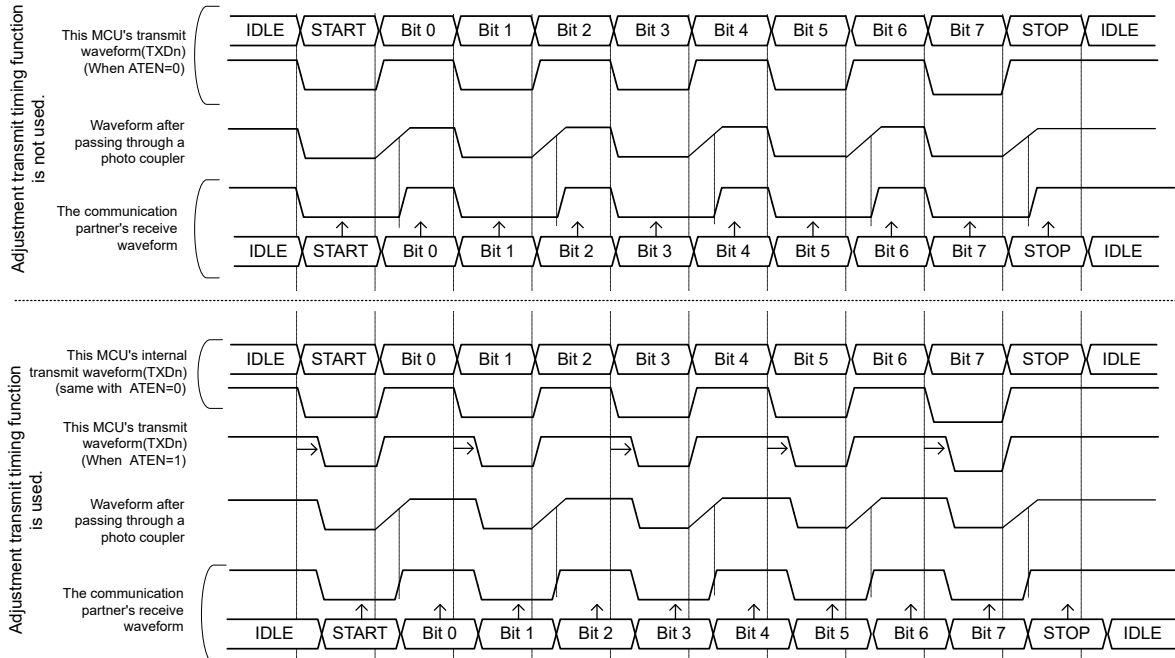 Adjustment transmit timing function
is not used.
This MCU's transmit
waveform(TXDn)
(When ATEN=0)
IDLE START Bit 0 Bit 1 Bit 2 Bit 3 Bit 4 Bit 5 Bit 6 Bit 7 STOP IDLE
Waveform after
passing through a
photo coupler
The communication
partner's receive
waveform
IDLE START Bit 0 Bit 1 Bit 2 Bit 3 Bit 4 Bit 5 Bit 6 Bit 7 STOP IDLE
Adjustment transmit timing function
is used.
This MCU's internal
transmit waveform(TXDn)
(same with ATEN=0)
IDLE START Bit 0 Bit 1 Bit 2 Bit 3 Bit 4 Bit 5 Bit 6 Bit 7 STOP IDLE
This MCU's transmit
waveform(TXDn)
(When ATEN=1)
Waveform after
passing through a
photo coupler
The communication
partner's receive
waveform
IDLE START Bit 0 Bit 1 Bit 2 Bit 3 Bit 4 Bit 5 Bit 6 Bit 7 STOP IDLE